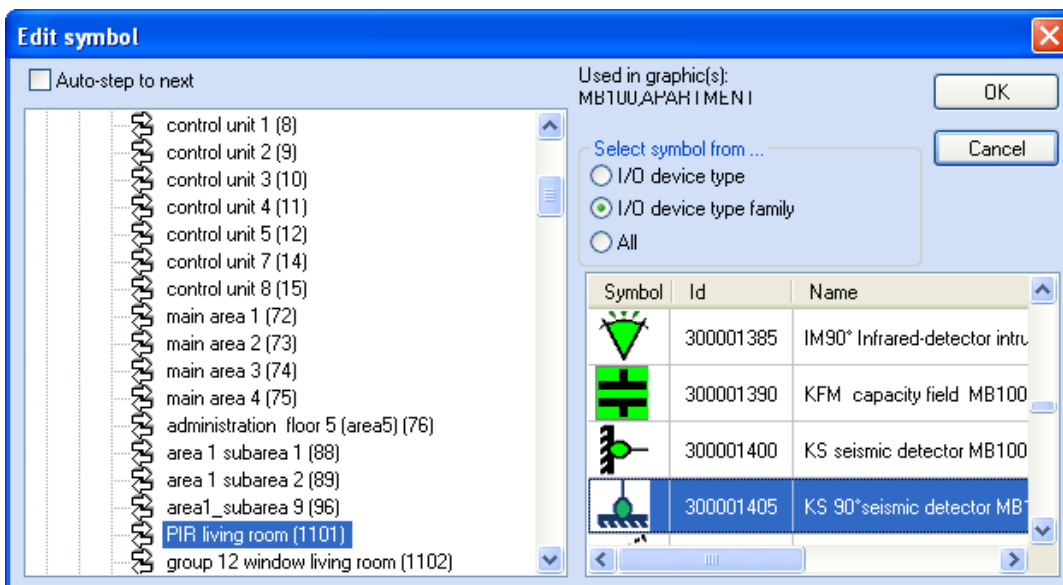 Edit symbol
Auto-step to next
control unit 1 (8)
control unit 2 (9)
control unit 3 (10)
control unit 4 (11)
control unit 5 (12)
control unit 7 (14)
control unit 8 (15)
main area 1 (72)
main area 2 (73)
main area 3 (74)
main area 4 (75)
administration floor 5 (area5) (76)
area 1 subarea 1 (88)
area 1 subarea 2 (89)
area1_subarea 9 (96)
PIR living room (1101)
group 12 window living room (1102)
Used in graphic(s):
MB100,APARTMENT
OK
Cancel
Select symbol from ...
I/O device type
I/O device type family
All
Symbol Id Name
300001385 IM90° Infrared-detector intru
300001390 KFM capacity field MB100
300001400 KS seismic detector MB100
300001405 KS 90°seismic detector MB1